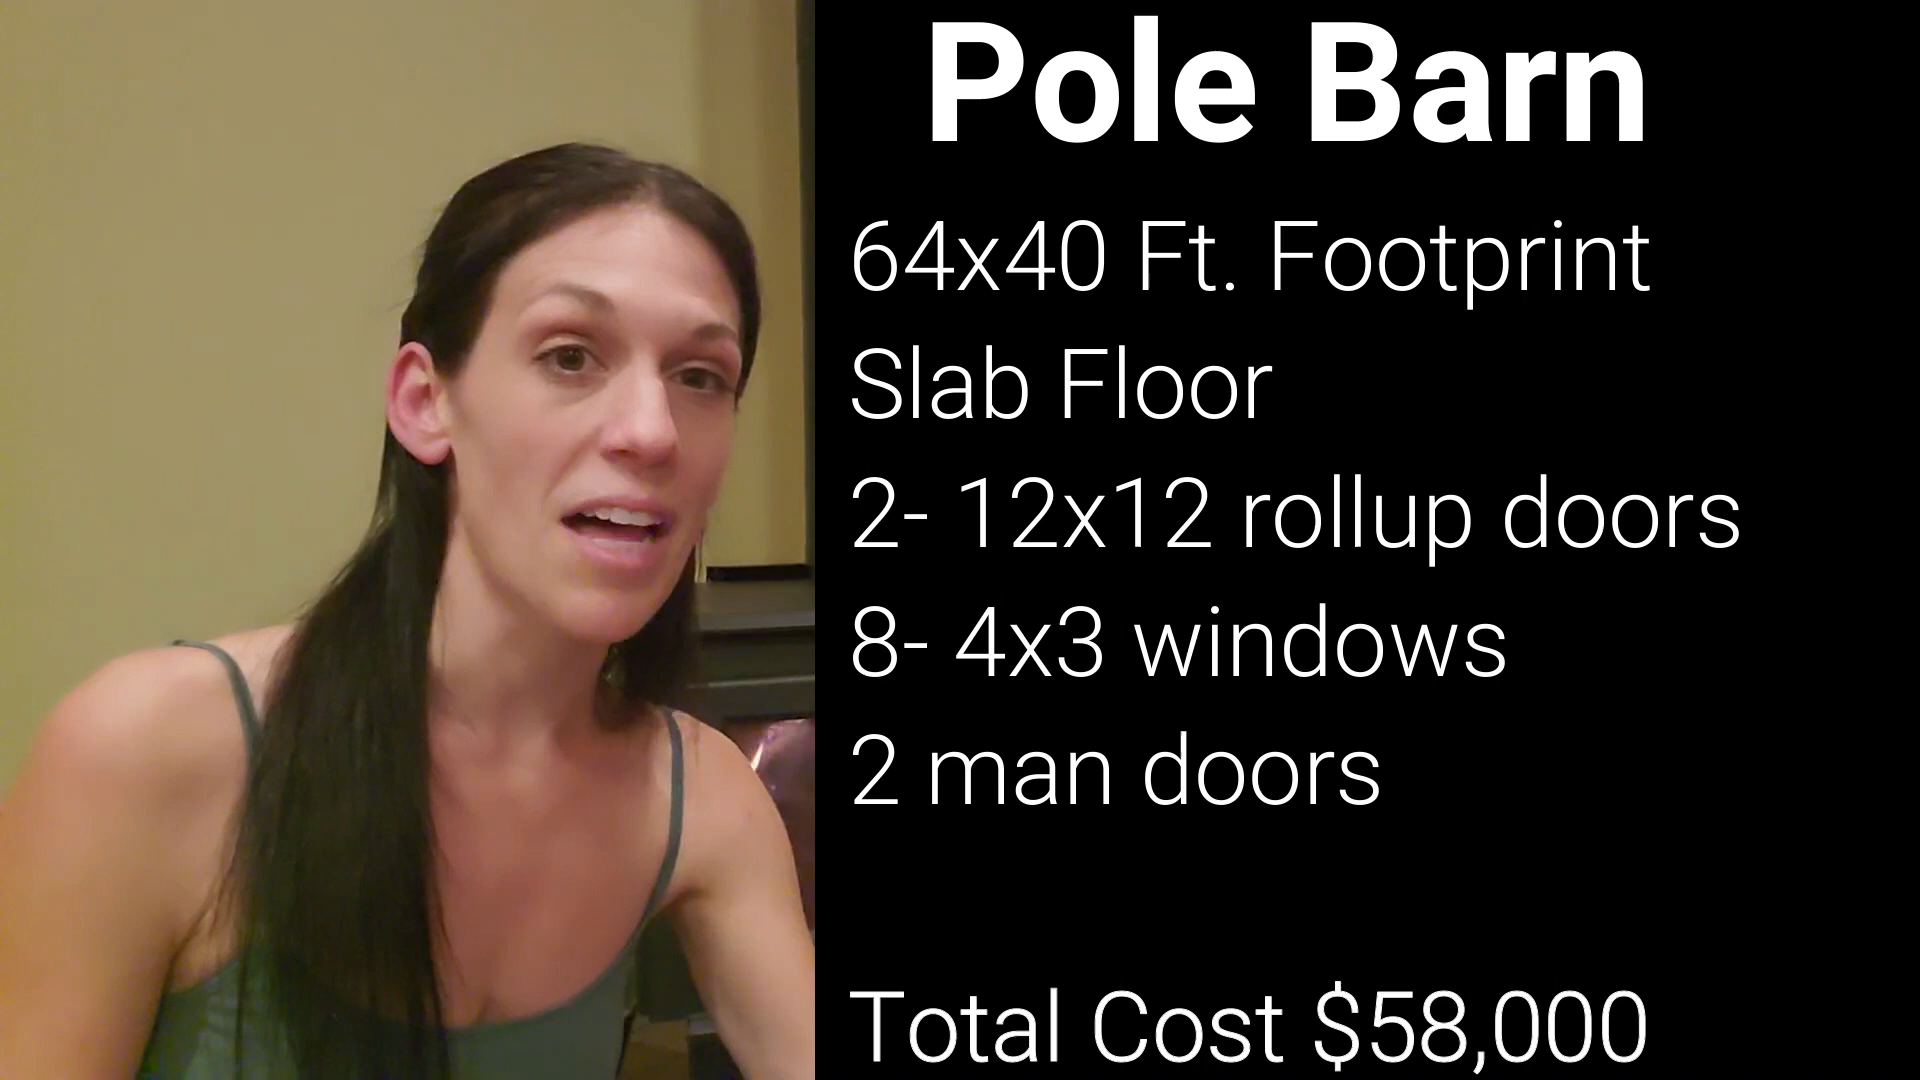 Pole Barn
64x40 Ft. Footprint
Slab Floor
2- 12x12 rollup doors
8- 4x3 windows
2 man doors
Total Cost $58,000